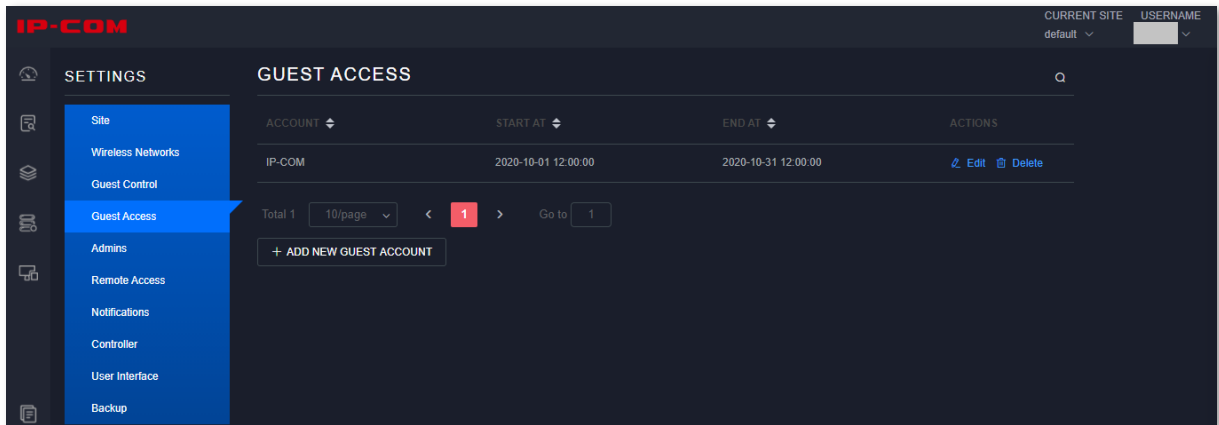 IP-COM
CURRENT SITE USERNAME
default
SETTINGS
Site
Wireless Networks
Guest Control
Guest Access
Admins
Remote Access
Notifications
Controller
User Interface
Backup
GUEST ACCESS
ACCOUNT START AT END AT ACTIONS
IP-COM 2020-10-01 12:00:00 2020-10-31 12:00:00 Edit Delete
Total 1 10/page 1 Go to 1
+ ADD NEW GUEST ACCOUNT